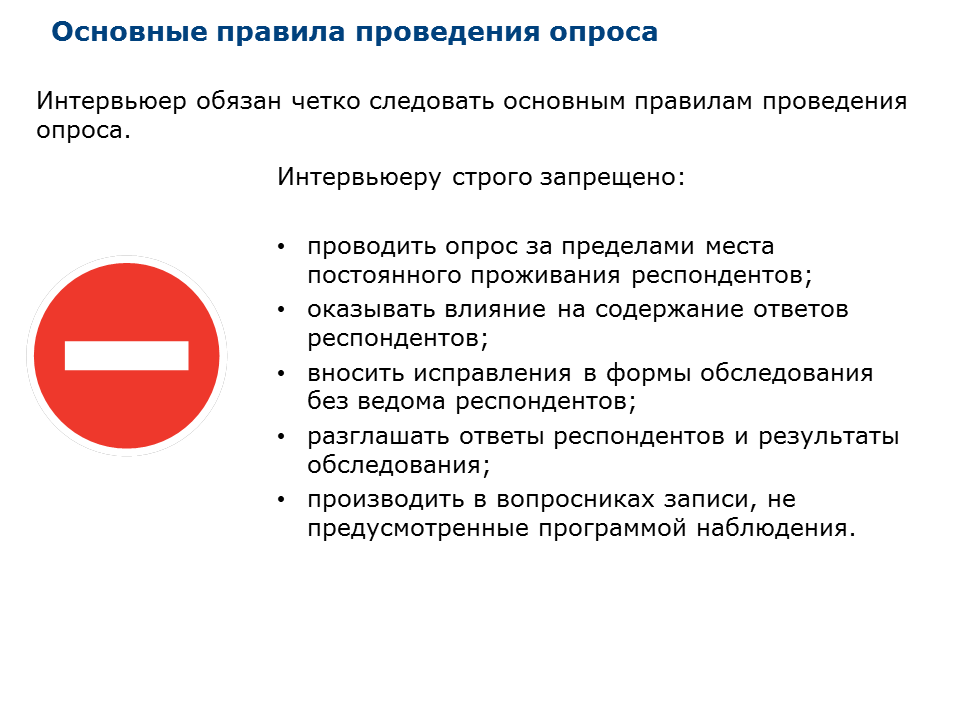 Основные правила проведения опроса
Интервьюер обязан четко следовать основным правилам проведения
опроса.
Интервьюеру строго запрещено:
• проводить опрос за пределами места
постоянного проживания респондентов;
• оказывать влияние на содержание ответов
респондентов;
• вносить исправления в формы обследования
без ведома респондентов;
• разглашать ответы респондентов и результаты
обследования;
• производить в вопросниках записи, не
предусмотренные программой наблюдения.